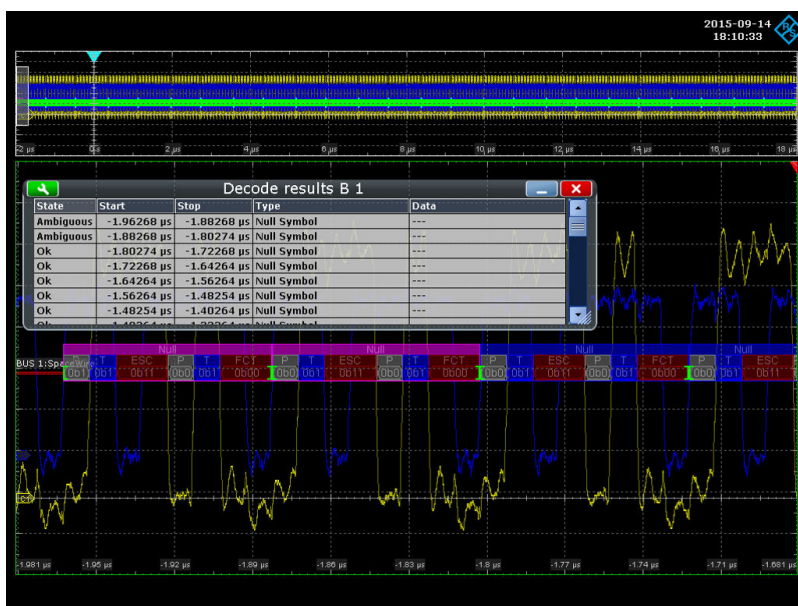 2015-09-14
18:10:33
-2 µs 0 s 2 µs 4 µs 6 µs 8 µs 10 µs 12 µs 14 µs 16 µs 18 µs
Decode results B 1
State Start Stop Type Data
Ambiguous -1.96268 µs -1.88268 µs Null Symbol ---
Ambiguous -1.88268 µs -1.80274 µs Null Symbol ---
Ok -1.80274 µs -1.72268 µs Null Symbol ---
Ok -1.72268 µs -1.64264 µs Null Symbol ---
Ok -1.64264 µs -1.56264 µs Null Symbol ---
Ok -1.56264 µs -1.48254 µs Null Symbol ---
Ok -1.48254 µs -1.40264 µs Null Symbol ---
Null Null Null Null
BUS 1:SpaceWire P T ESC P T FCT P T ESC P T FCT P T ESC P T FCT P T ESC
0b1 0b1 0b11 0b0 0b1 0b00 0b0 0b1 0b11 0b0 0b1 0b00 0b0 0b1 0b11 0b0 0b1 0b00 0b0 0b1 0b11
-1.981 µs -1.95 µs -1.92 µs -1.89 µs -1.86 µs -1.83 µs -1.8 µs -1.77 µs -1.74 µs -1.71 µs -1.681 µs